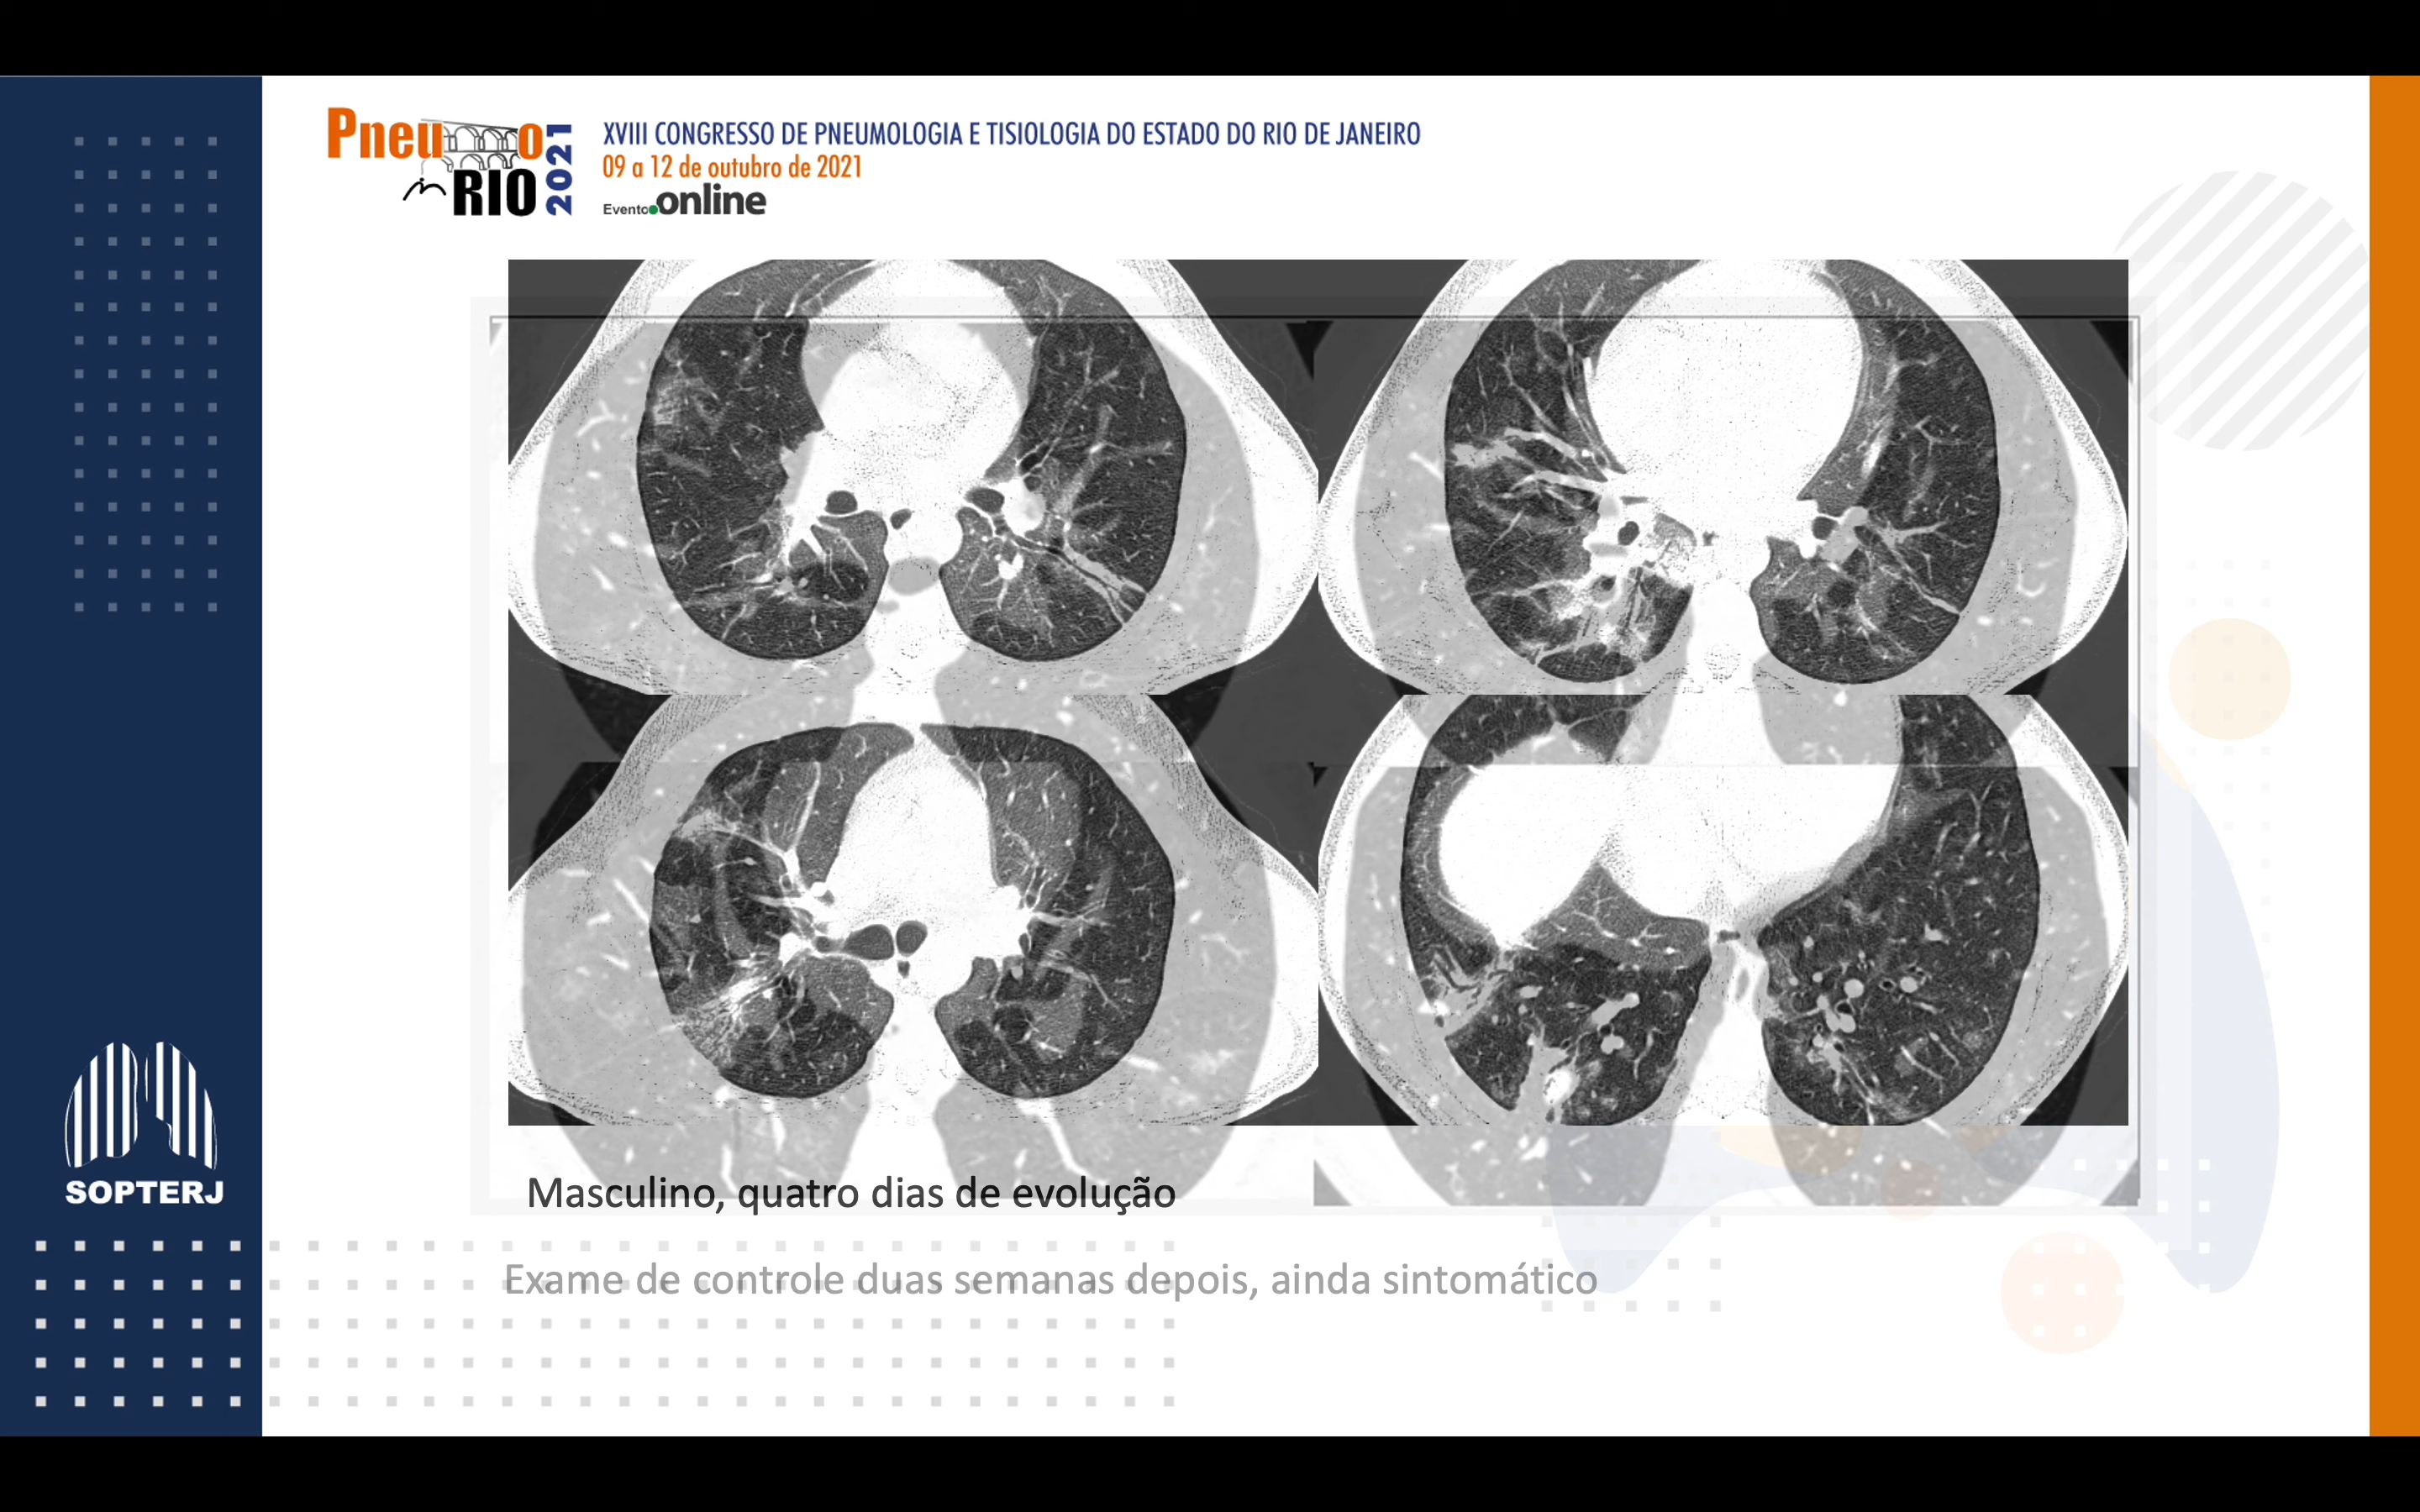 Pneumo
in RIO
2021
XVIII CONGRESSO DE PNEUMOLOGIA E TISIOLOGIA DO ESTADO DO RIO DE JANEIRO
09 a 12 de outubro de 2021
Evento online
Masculino, quatro dias de evolução
Exame de controle duas semanas depois, ainda sintomático
SOPTERJ